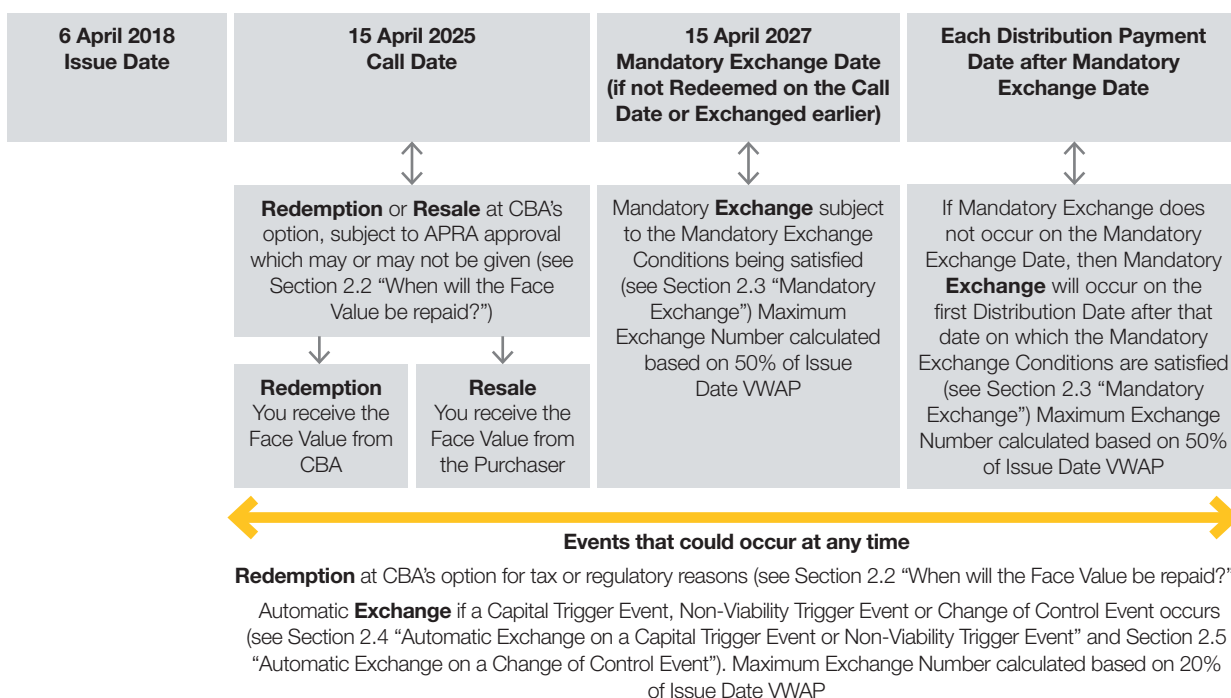 6 April 2018
Issue Date
15 April 2025
Call Date
15 April 2027
Mandatory Exchange Date
(if not Redeemed on the Call
Date or Exchanged earlier)
Each Distribution Payment
Date after Mandatory
Exchange Date
Redemption or Resale at CBA's
option, subject to APRA approval
which may or may not be given (see
Section 2.2 “When will the Face
Value be repaid?”)
Redemption
You receive the
Face Value from
CBA
Resale
You receive the
Face Value from
the Purchaser
Mandatory Exchange subject
to the Mandatory Exchange
Conditions being satisfied
(see Section 2.3 “Mandatory
Exchange”) Maximum
Exchange Number calculated
based on 50% of Issue
Date VWAP
If Mandatory Exchange does
not occur on the Mandatory
Exchange Date, then Mandatory
Exchange will occur on the
first Distribution Date after that
date on which the Mandatory
Exchange Conditions are satisfied
(see Section 2.3 “Mandatory
Exchange”) Maximum Exchange
Number calculated based on 50%
of Issue Date VWAP
Events that could occur at any time
Redemption at CBA's option for tax or regulatory reasons (see Section 2.2 “When will the Face Value be repaid?”
Automatic Exchange if a Capital Trigger Event, Non-Viability Trigger Event or Change of Control Event occurs
(see Section 2.4 “Automatic Exchange on a Capital Trigger Event or Non-Viability Trigger Event” and Section 2.5
“Automatic Exchange on a Change of Control Event”). Maximum Exchange Number calculated based on 20%
of Issue Date VWAP